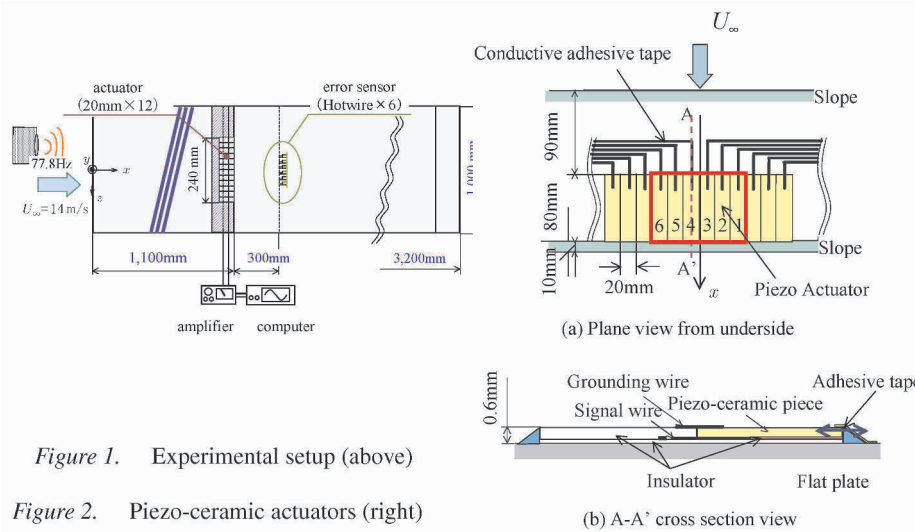 actuator
(20mm×12)
error sensor
(Hotwire×6)
77.8Hz
y
x
z
U∞=14m/s
240 mm
1,000 mm
1,100mm
300mm
3,200mm
amplifier
computer
Figure 1. Experimental setup (above)
Figure 2. Piezo-ceramic actuators (right)
U∞
Conductive adhesive tape
Slope
A
90mm
80mm
6 5 4 3 2 1
Slope
A'
10mm
20mm
x
Piezo Actuator
(a) Plane view from underside
Grounding wire
Adhesive tape
Signal wire
Piezo-ceramic piece
0.6mm
Insulator
Flat plate
(b) A-A' cross section view